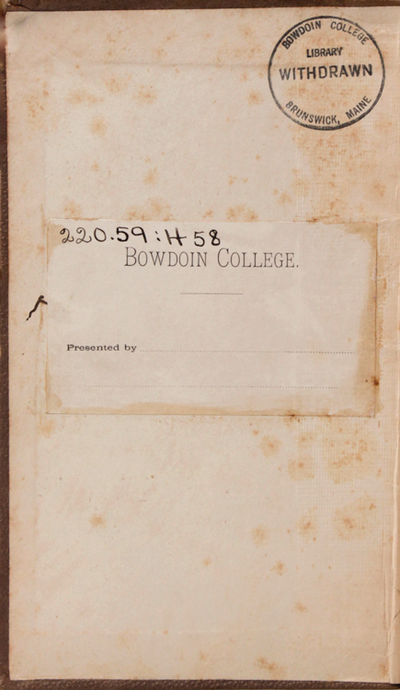 BOWDOIN COLLEGE
LIBRARY
WITHDRAWN
BRUNSWICK, MAINE
220.59:H58
BOWDOIN COLLEGE.
Presented by